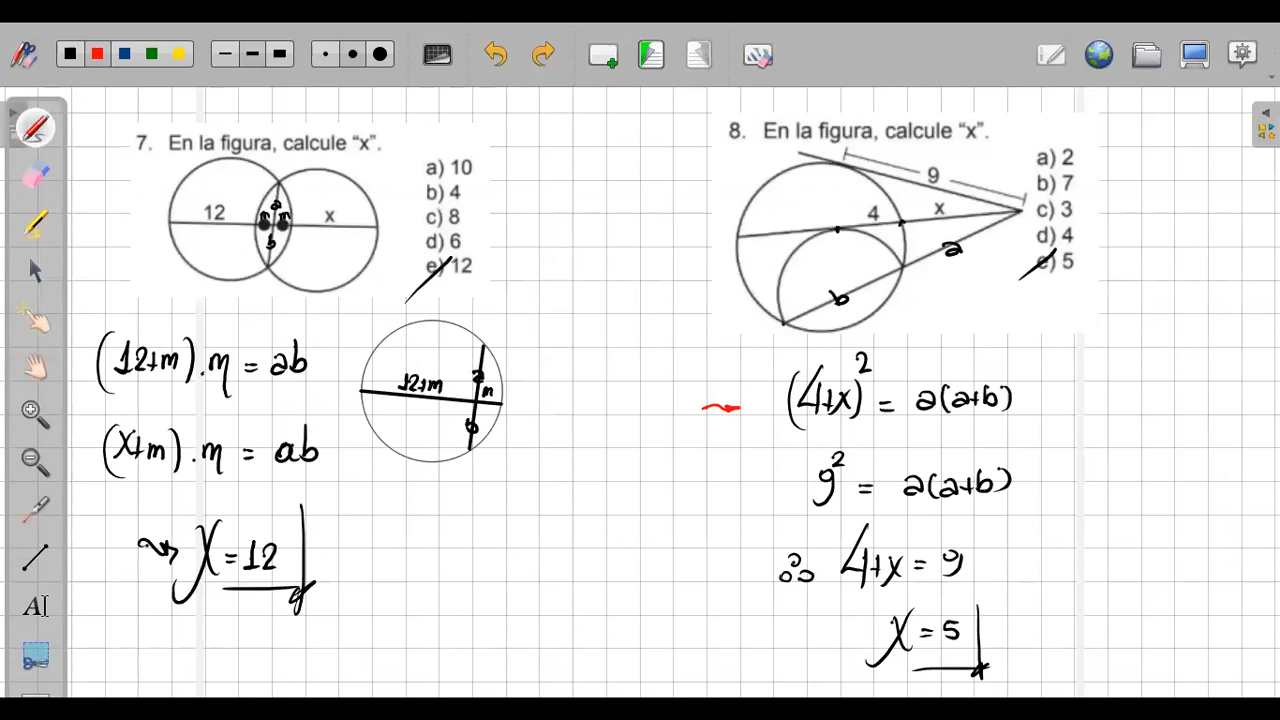 7. En la figura, calcule “x”.
a) 10
b) 4
c) 8
d) 6
e) 12
12
m
a
m
b
x
(12+m).m = ab
(x+m).m = ab
x = 12
12+m
a
m
b
8. En la figura, calcule “x”.
a) 2
b) 7
c) 3
d) 4
e) 5
9
4
x
a
b
(4+x)² = a(a+b)
9² = a(a+b)
∴ 4+x = 9
x = 5
A